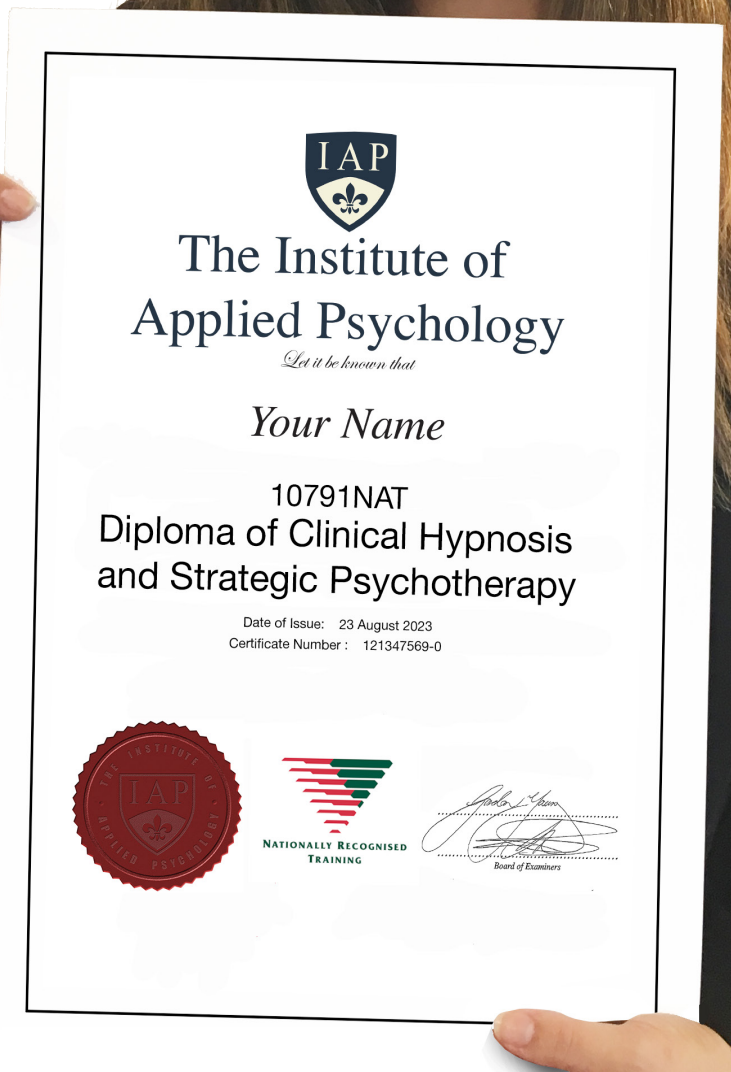 IAP
The Institute of
Applied Psychology
Let it be known that
Your Name
10791NAT
Diploma of Clinical Hypnosis
and Strategic Psychotherapy
Date of Issue: 23 August 2023
Certificate Number : 121347569-0
THE INSTITUTE OF
IAP
APPLIED PSYCHOLOGY
NATIONALLY RECOGNISED
TRAINING
Board of Examiners